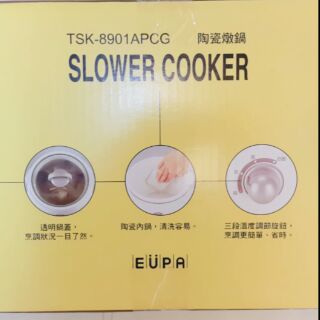 TSK-8901APCG 陶瓷燉鍋
SLOWER COOKER
透明鍋蓋，
烹調狀況一目了然。
陶瓷內鍋，清洗容易。
三段溫度調節旋鈕，
烹調更簡單、省時。
EUPA